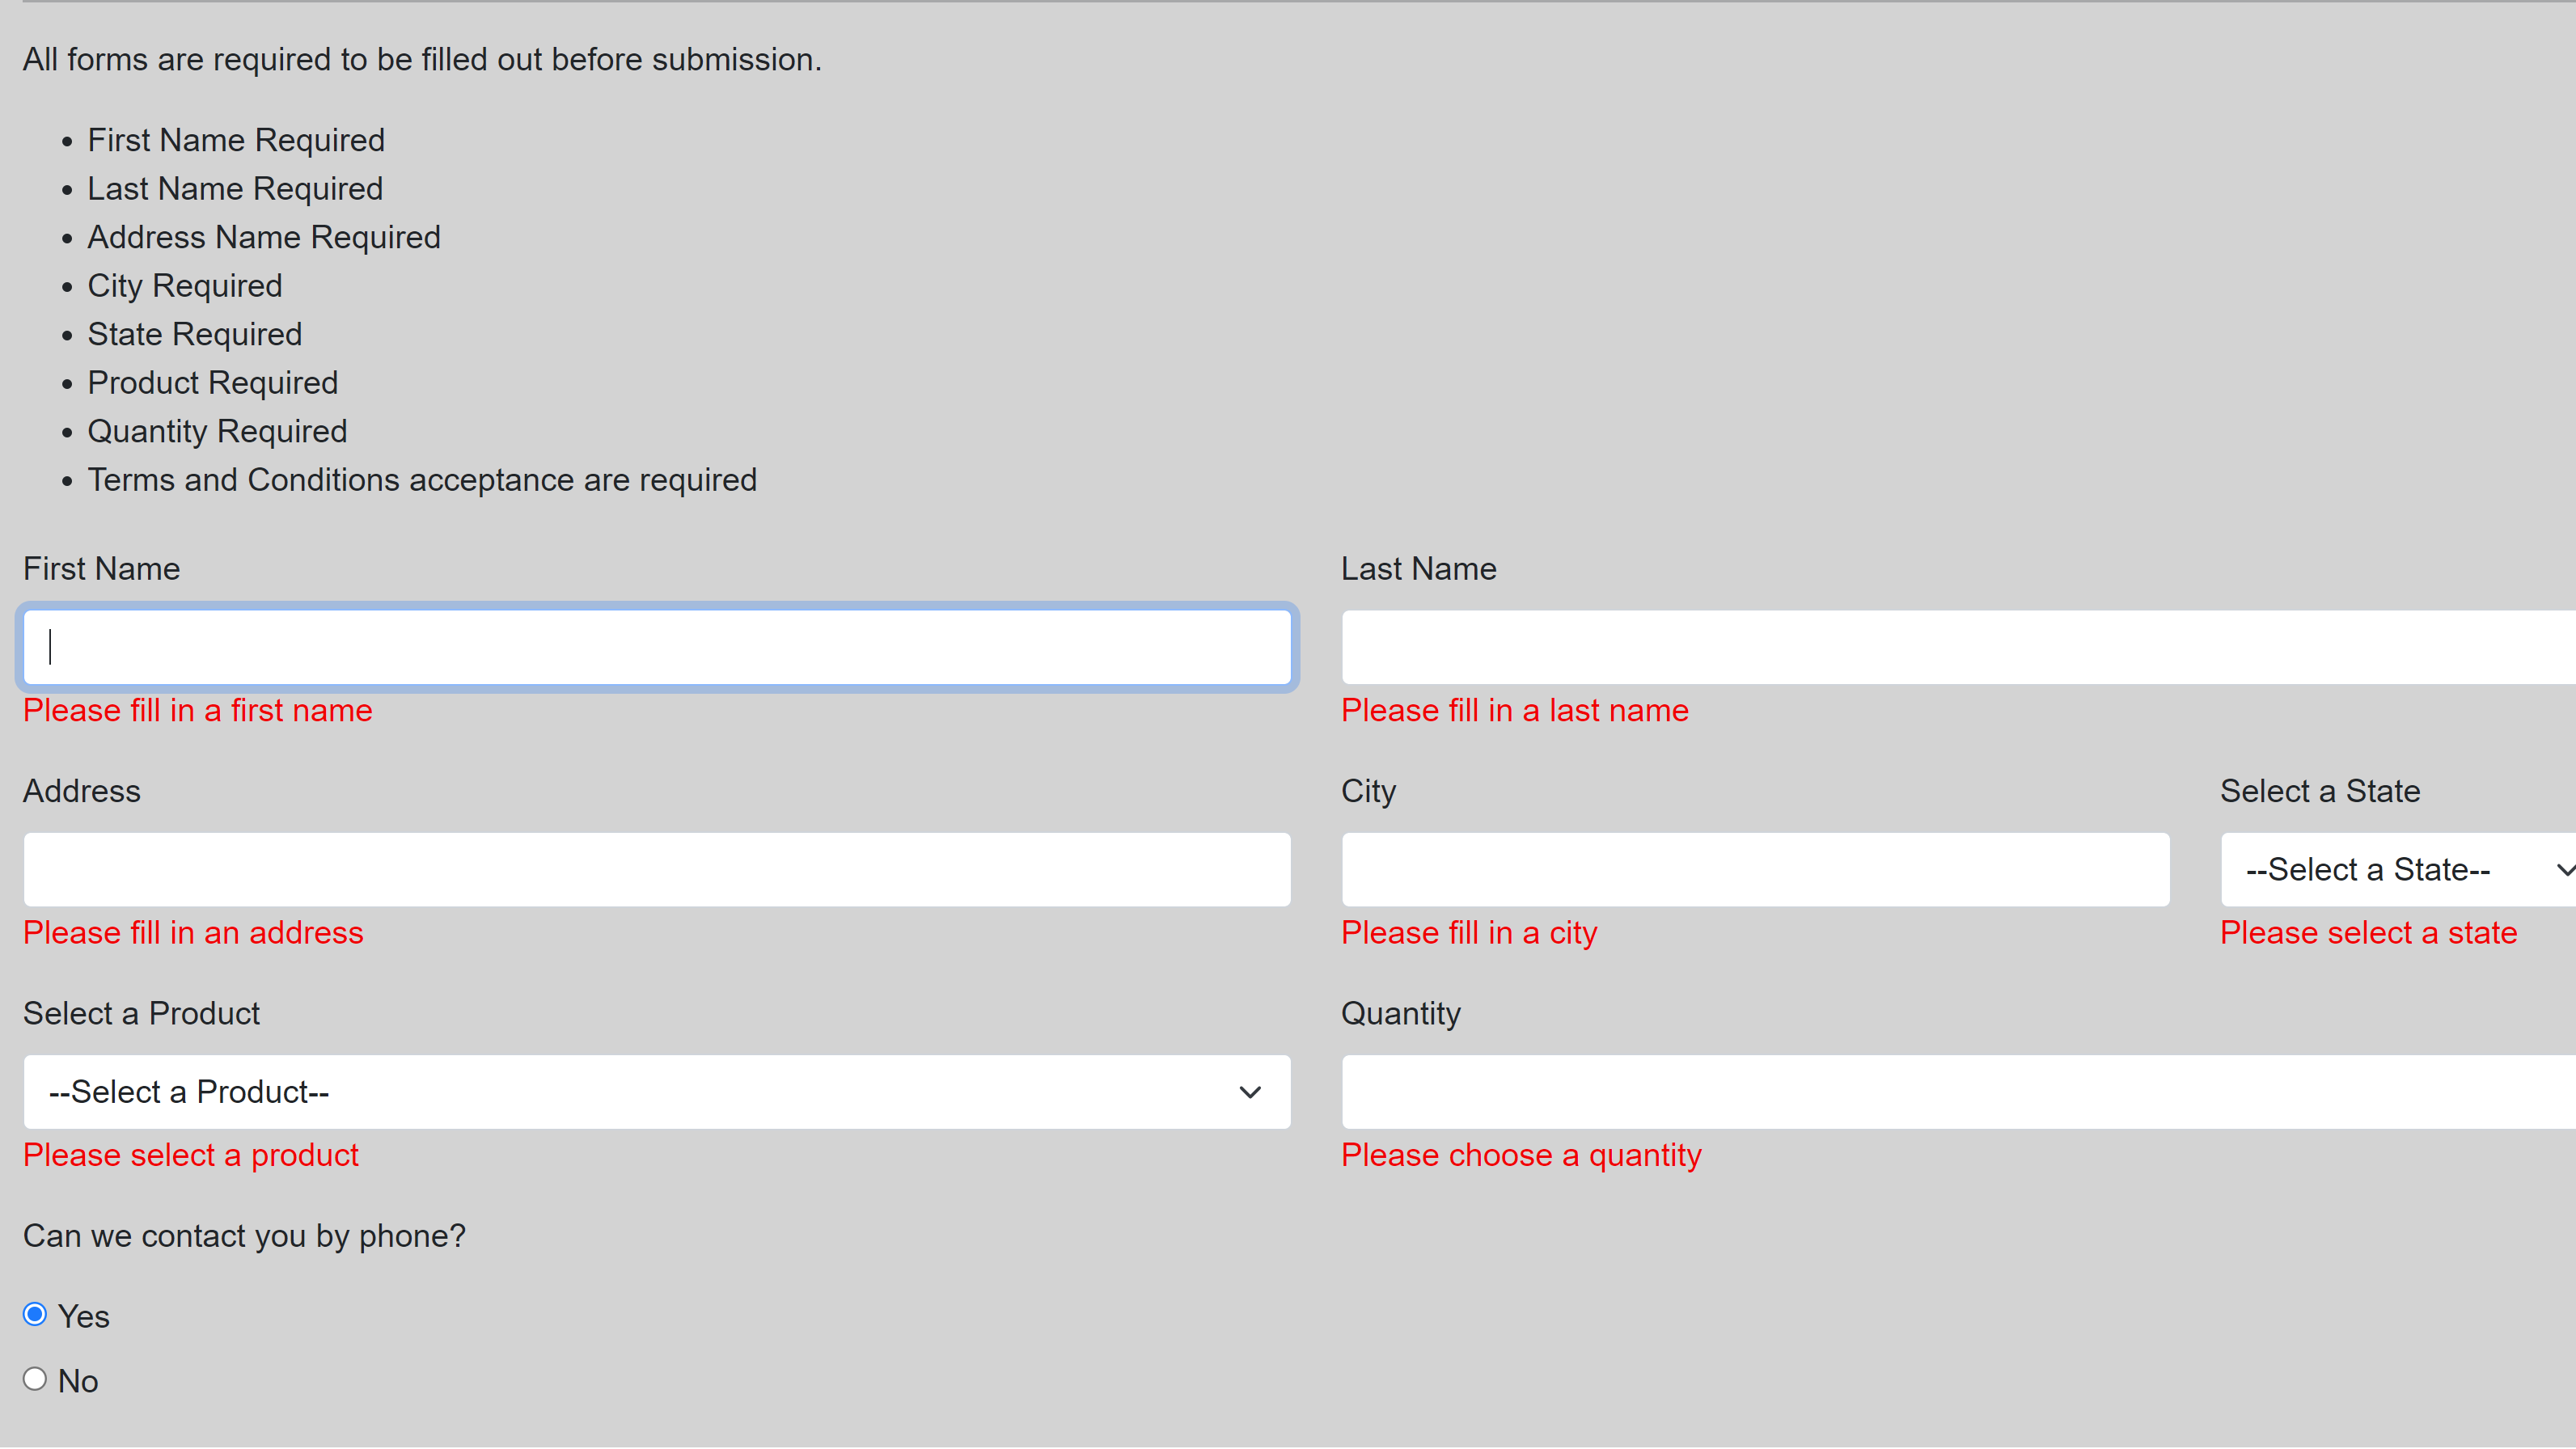 All forms are required to be filled out before submission.
First Name Required
Last Name Required
Address Name Required
City Required
State Required
Product Required
Quantity Required
Terms and Conditions acceptance are required
First Name
Last Name
Please fill in a first name
Please fill in a last name
Address
City
Select a State
--Select a State--
Please fill in an address
Please fill in a city
Please select a state
Select a Product
Quantity
--Select a Product--
Please select a product
Please choose a quantity
Can we contact you by phone?
Yes
No